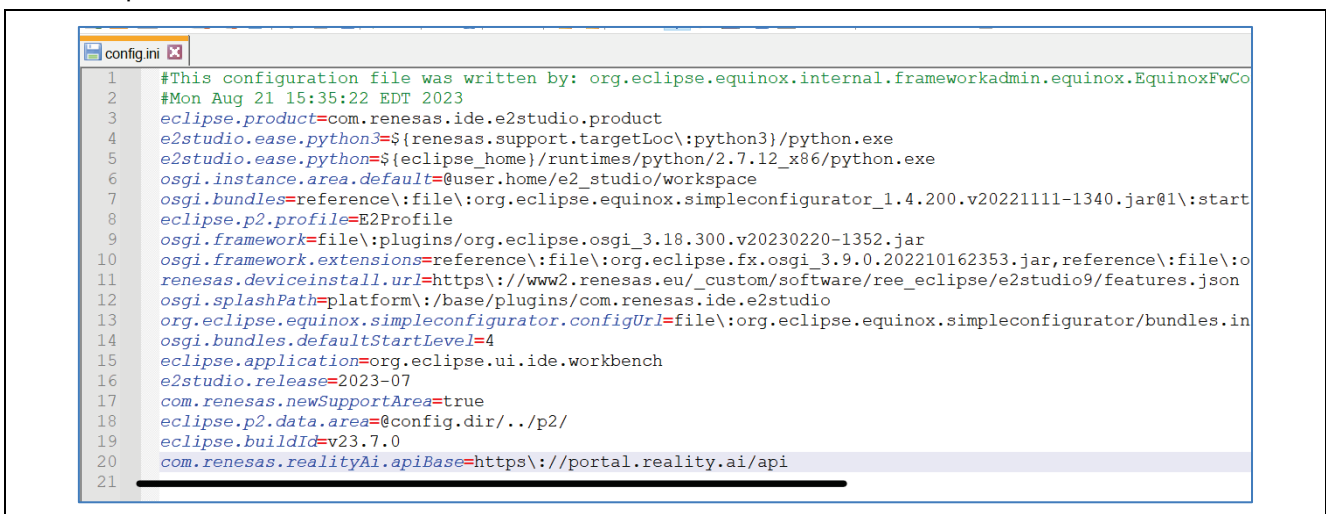 config.ini
1 #This configuration file was written by: org.eclipse.equinox.internal.frameworkadmin.equinox.EquinoxFwCo
2 #Mon Aug 21 15:35:22 EDT 2023
3 eclipse.product=com.renesas.ide.e2studio.product
4 e2studio.ease.python3=${renesas.support.targetLoc\:python3}/python.exe
5 e2studio.ease.python=${eclipse_home}/runtimes/python/2.7.12_x86/python.exe
6 osgi.instance.area.default=@user.home/e2_studio/workspace
7 osgi.bundles=reference\:file\:org.eclipse.equinox.simpleconfigurator_1.4.200.v20221111-1340.jar@1\:start
8 eclipse.p2.profile=E2Profile
9 osgi.framework=file\:plugins/org.eclipse.osgi_3.18.300.v20230220-1352.jar
10 osgi.framework.extensions=reference\:file\:org.eclipse.fx.osgi_3.9.0.202210162353.jar,reference\:file\:o
11 renesas.deviceinstall.url=https\://www2.renesas.eu/_custom/software/ree_eclipse/e2studio9/features.json
12 osgi.splashPath=platform\:/base/plugins/com.renesas.ide.e2studio
13 org.eclipse.equinox.simpleconfigurator.configUrl=file\:org.eclipse.equinox.simpleconfigurator/bundles.in
14 osgi.bundles.defaultStartLevel=4
15 eclipse.application=org.eclipse.ui.ide.workbench
16 e2studio.release=2023-07
17 com.renesas.newSupportArea=true
18 eclipse.p2.data.area=@config.dir/../p2/
19 eclipse.buildId=v23.7.0
20 com.renesas.realityAi.apiBase=https\://portal.reality.ai/api
21